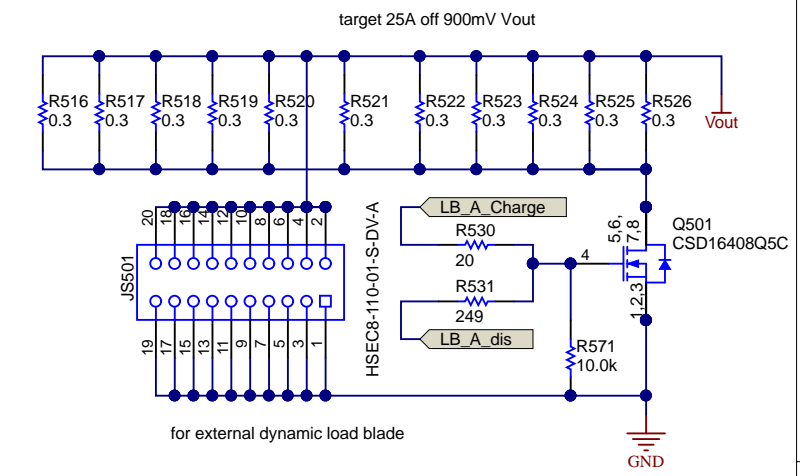 target 25A off 900mV Vout
R516
0.3
R517
0.3
R518
0.3
R519
0.3
R520
0.3
R521
0.3
R522
0.3
R523
0.3
R524
0.3
R525
0.3
R526
0.3
Vout
20
18
16
14
12
10
8
6
4
2
JS501
HSEC8-110-01-S-DV-A
19
17
15
13
11
9
7
5
3
1
LB_A_Charge
R530
20
R531
249
LB_A_dis
4
5,6,
7,8
1,2,3
Q501
CSD16408Q5C
R571
10.0k
for external dynamic load blade
GND